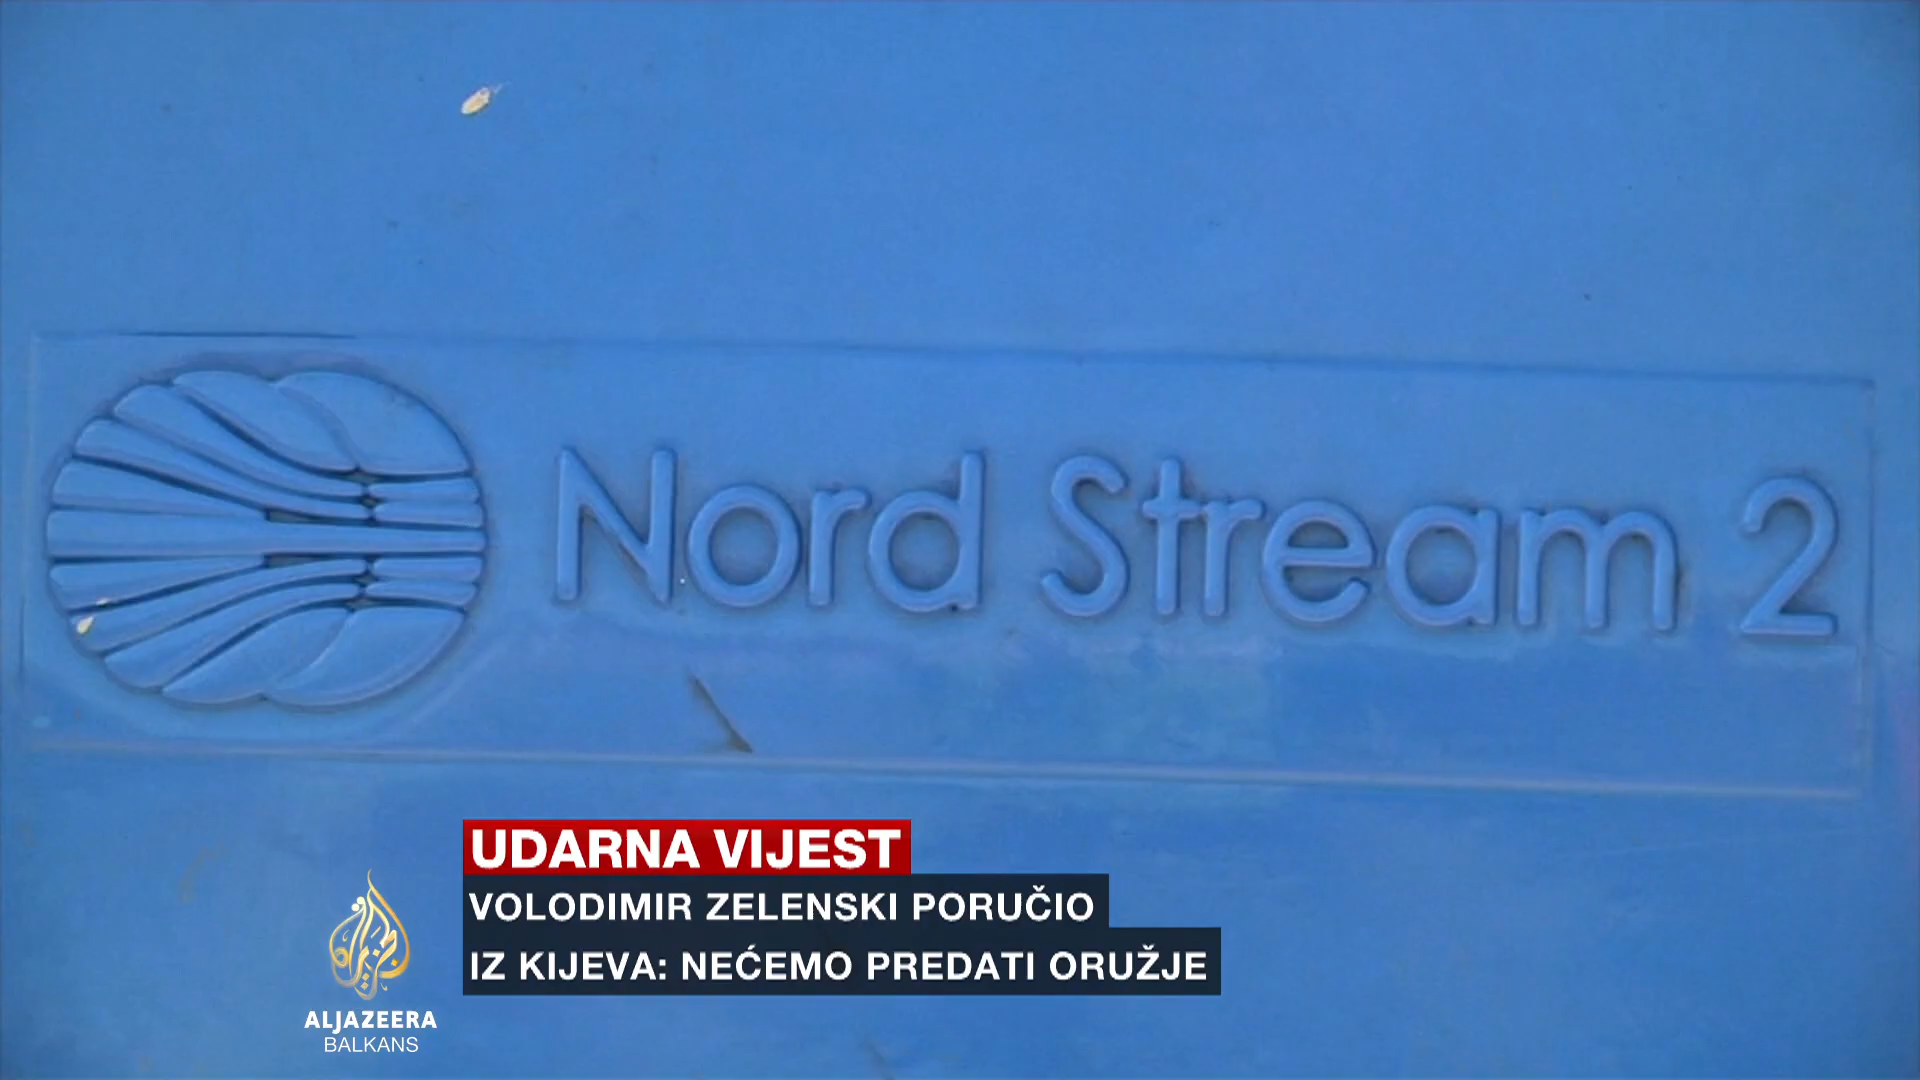 Nord Stream 2
UDARNA VIJEST
VOLODIMIR ZELENSKI PORUČIO
IZ KIJEVA: NEĆEMO PREDATI ORUŽJE
ALJAZEERA
BALKANS